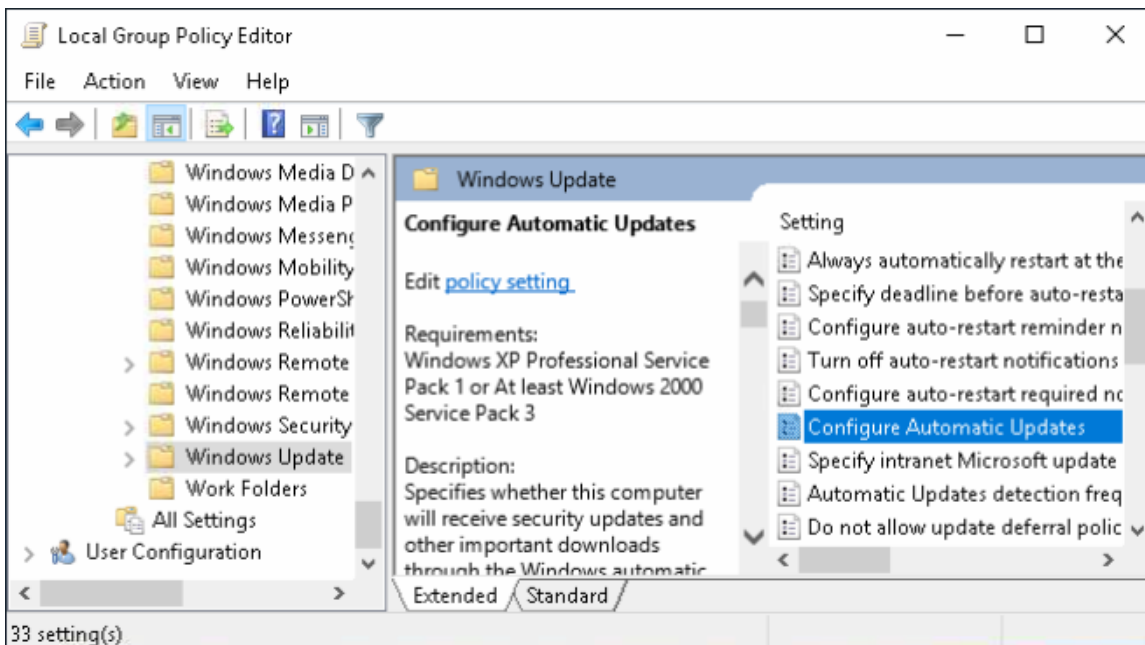 Local Group Policy Editor
File Action View Help
Windows Media D
Windows Media P
Windows Messeng
Windows Mobility
Windows PowerSh
Windows Reliabilit
Windows Remote
Windows Remote
Windows Security
Windows Update
Work Folders
All Settings
User Configuration
Windows Update
Configure Automatic Updates
Edit policy setting
Requirements:
Windows XP Professional Service
Pack 1 or At least Windows 2000
Service Pack 3
Description:
Specifies whether this computer
will receive security updates and
other important downloads
through the Windows automatic
Setting
Always automatically restart at the
Specify deadline before auto-resta
Configure auto-restart reminder n
Turn off auto-restart notifications
Configure auto-restart required no
Configure Automatic Updates
Specify intranet Microsoft update
Automatic Updates detection freq
Do not allow update deferral polic
Extended Standard
33 setting(s)